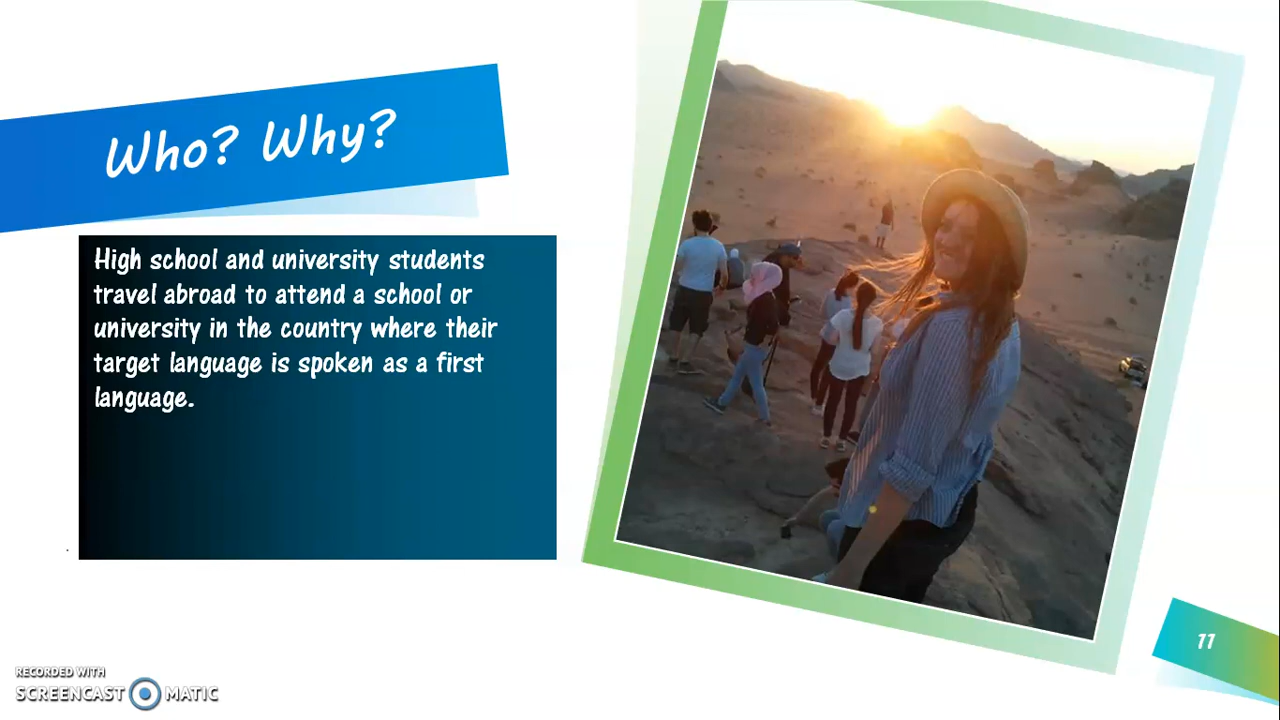 Who? Why?
High school and university students
travel abroad to attend a school or
university in the country where their
target language is spoken as a first
language.
11
RECORDED WITH
SCREENCAST MATIC